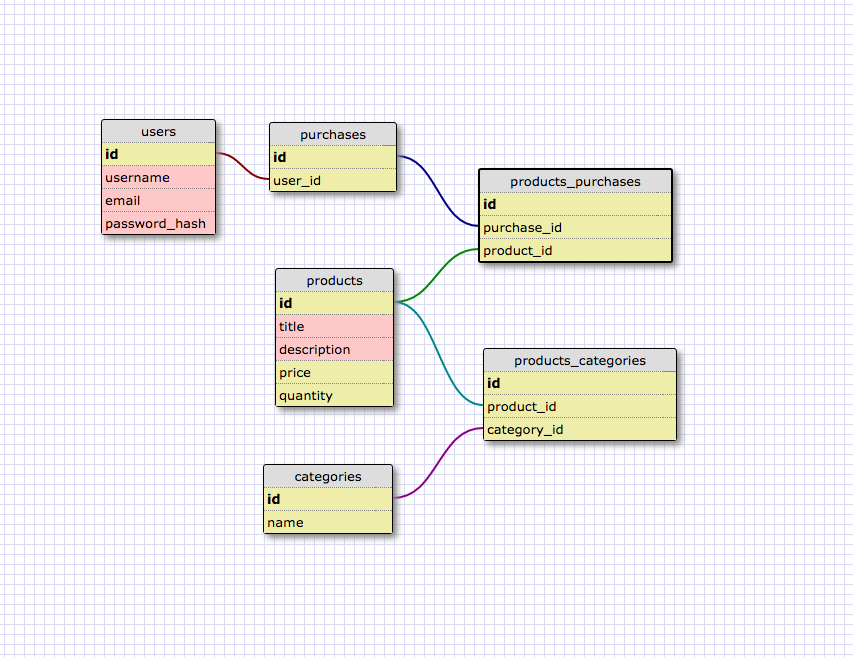 users
id
username
email
password_hash
purchases
id
user_id
products_purchases
id
purchase_id
product_id
products
id
title
description
price
quantity
products_categories
id
product_id
category_id
categories
id
name